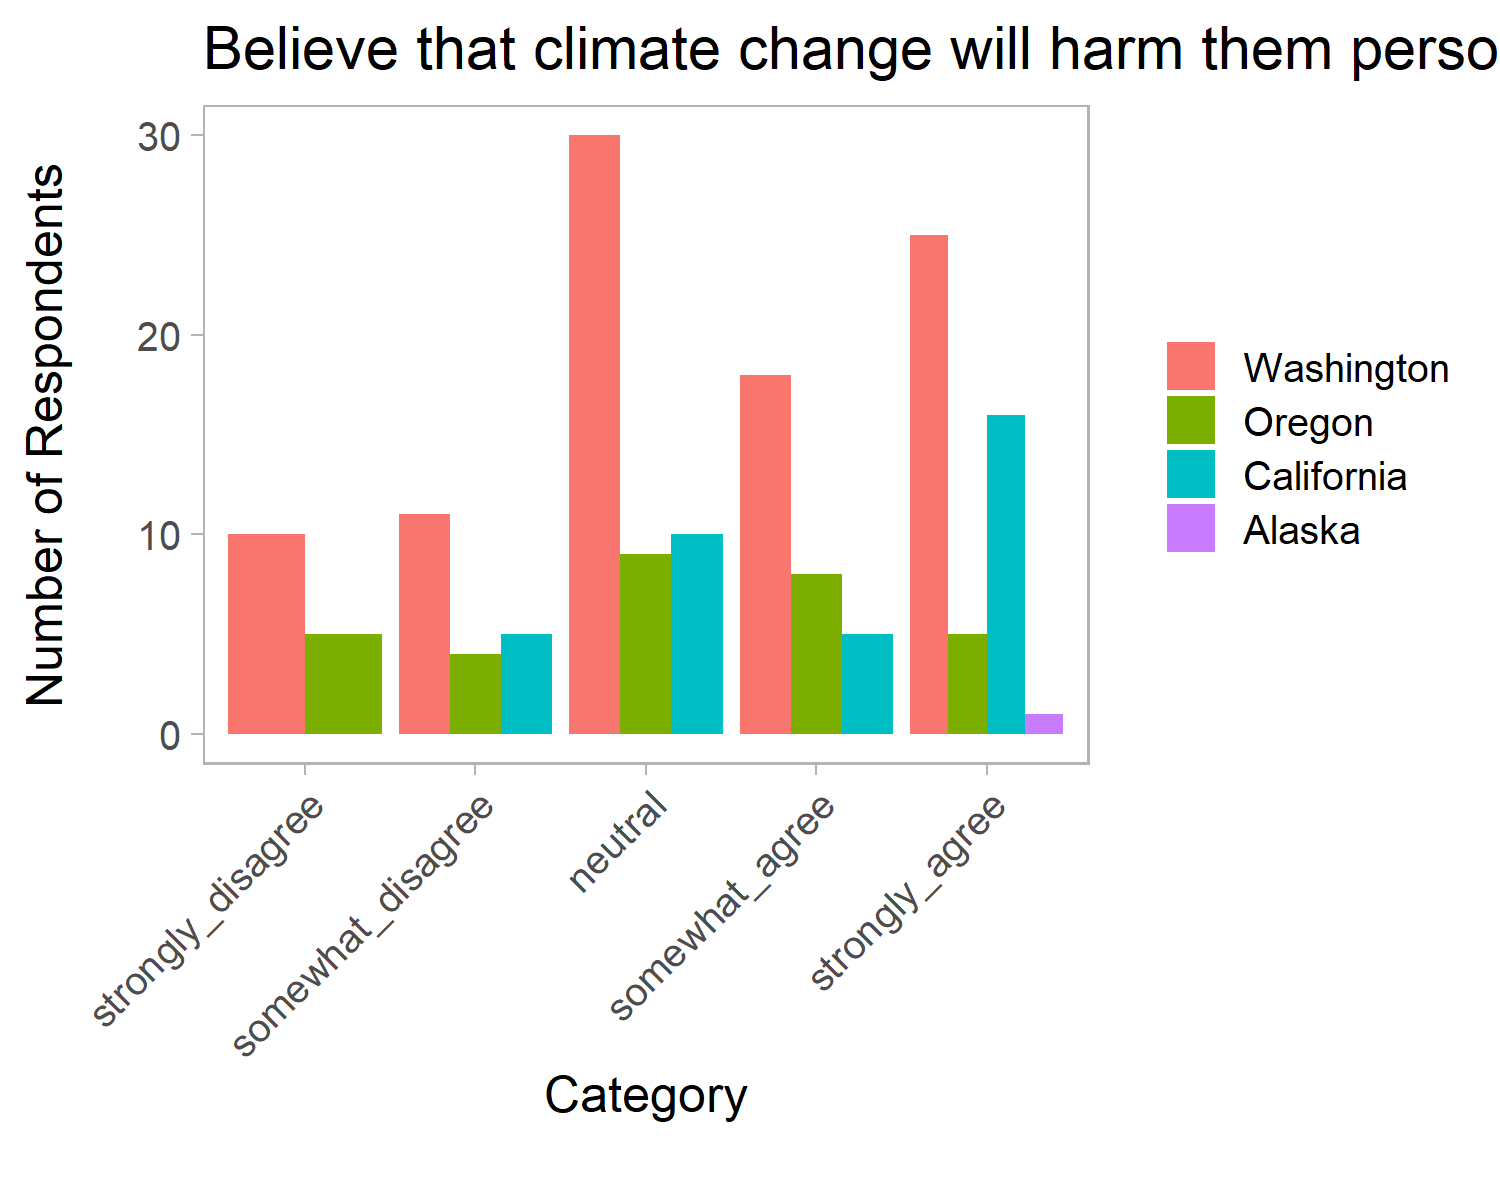 Believe that climate change will harm them perso
Number of Respondents
30
20
10
0
strongly_disagree
somewhat_disagree
neutral
somewhat_agree
strongly_agree
Category
Washington
Oregon
California
Alaska